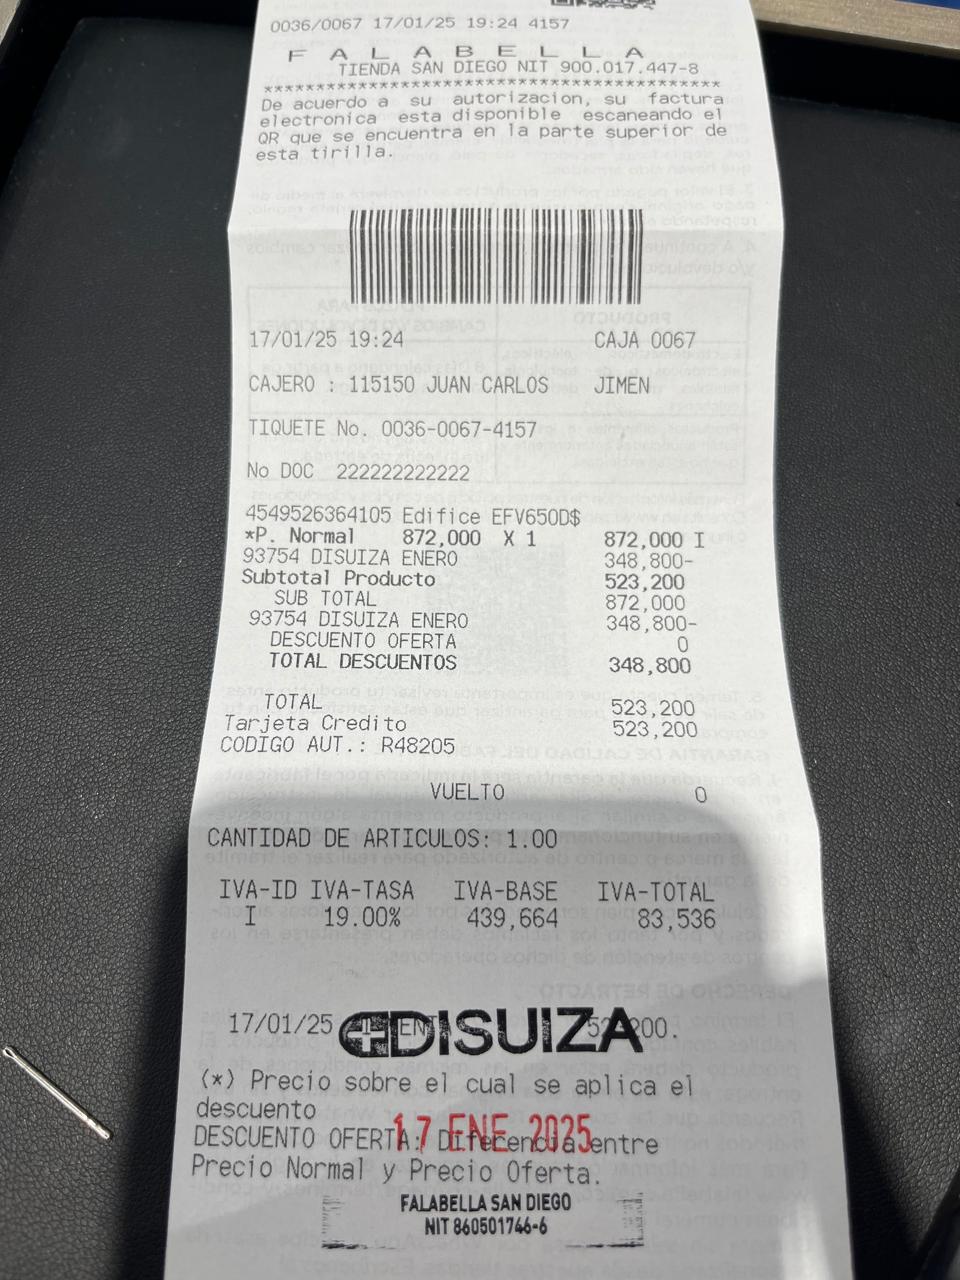 0036/0067 17/01/25 19:24 4157
F A L A B E L L A
TIENDA SAN DIEGO NIT 900.017.447-8
****************************************************
De acuerdo a su autorizacion, su factura
electronica esta disponible escaneando el
QR que se encuentra en la parte superior de
esta tirilla.
17/01/25 19:24 CAJA 0067
CAJERO : 115150 JUAN CARLOS JIMEN
TIQUETE No. 0036-0067-4157
No DOC 222222222222
4549526364105 Edifice EFV650D$
*P. Normal 872,000 X 1 872,000 I
93754 DISUIZA ENERO 348,800-
Subtotal Producto 523,200
SUB TOTAL 872,000
93754 DISUIZA ENERO 348,800-
DESCUENTO OFERTA 0
TOTAL DESCUENTOS 348,800
TOTAL 523,200
Tarjeta Credito 523,200
CODIGO AUT.: R48205
VUELTO 0
CANTIDAD DE ARTICULOS: 1.00
IVA-ID IVA-TASA IVA-BASE IVA-TOTAL
I 19.00% 439,664 83,536
17/01/25
DISUIZA
(*) Precio sobre el cual se aplica el
descuento
17 ENE 2025
DESCUENTO OFERTA: Diferencia entre
Precio Normal y Precio Oferta.
FALABELLA SAN DIEGO
NIT 860501746-6